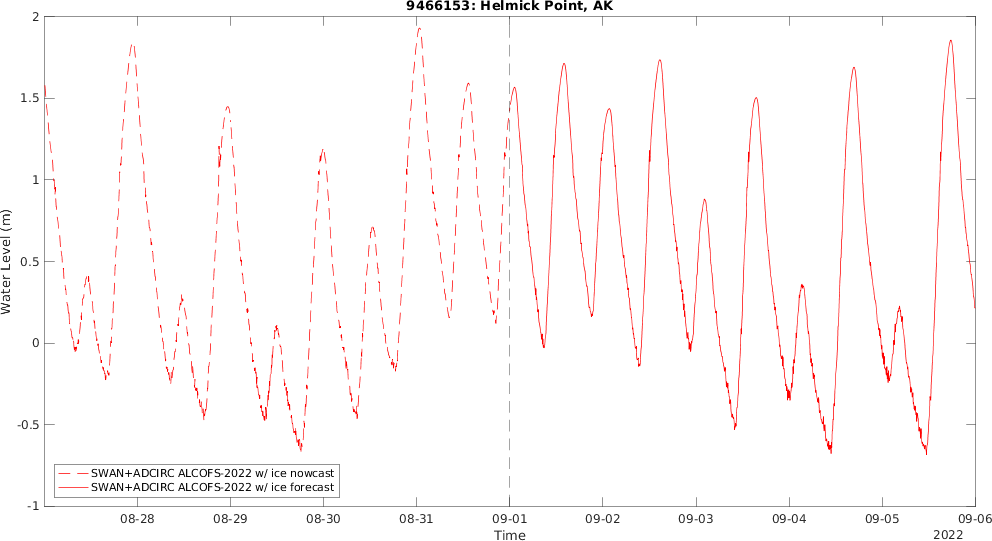 9466153: Helmick Point, AK
2
1.5
1
0.5
0
-0.5
-1
Water Level (m)
SWAN+ADCIRC ALCOFS-2022 w/ ice nowcast
SWAN+ADCIRC ALCOFS-2022 w/ ice forecast
08-28 08-29 08-30 08-31 09-01 09-02 09-03 09-04 09-05 09-06
Time
2022